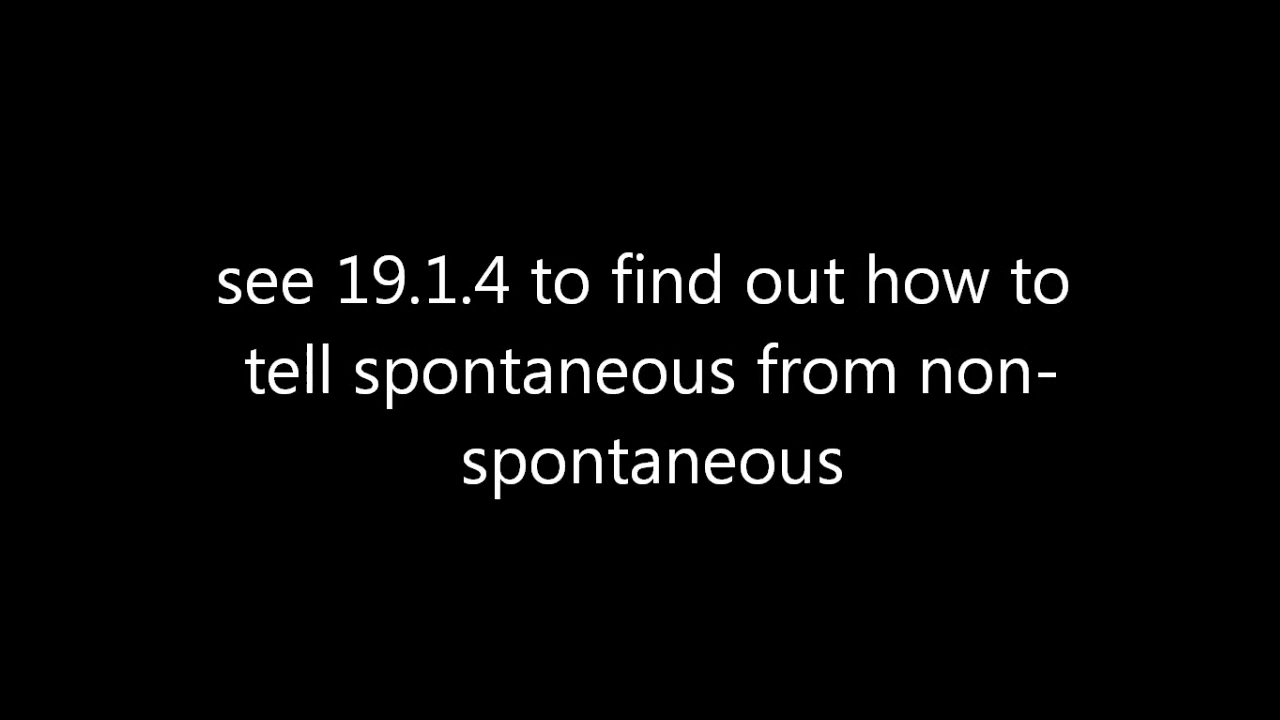 see 19.1.4 to find out how to
tell spontaneous from non-
spontaneous